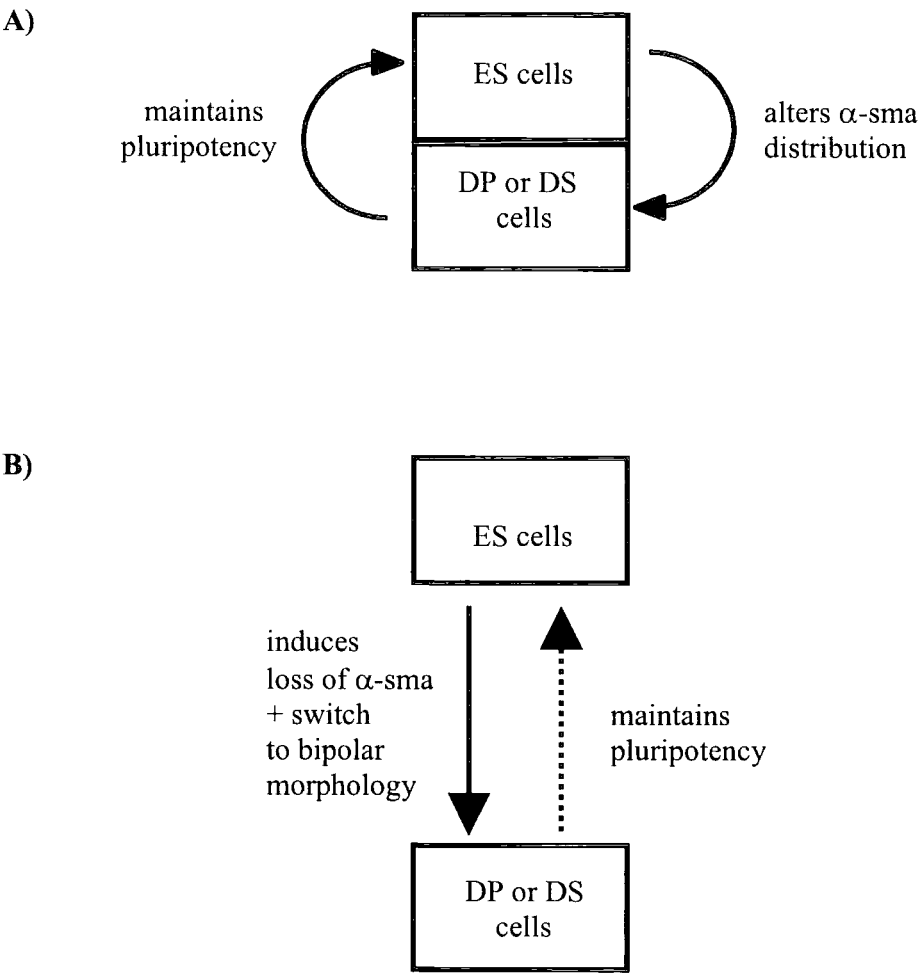 A)
ES cells
maintains
pluripotency
alters α-sma
distribution
DP or DS
cells
B)
ES cells
induces
loss of α-sma
+ switch
to bipolar
morphology
maintains
pluripotency
DP or DS
cells